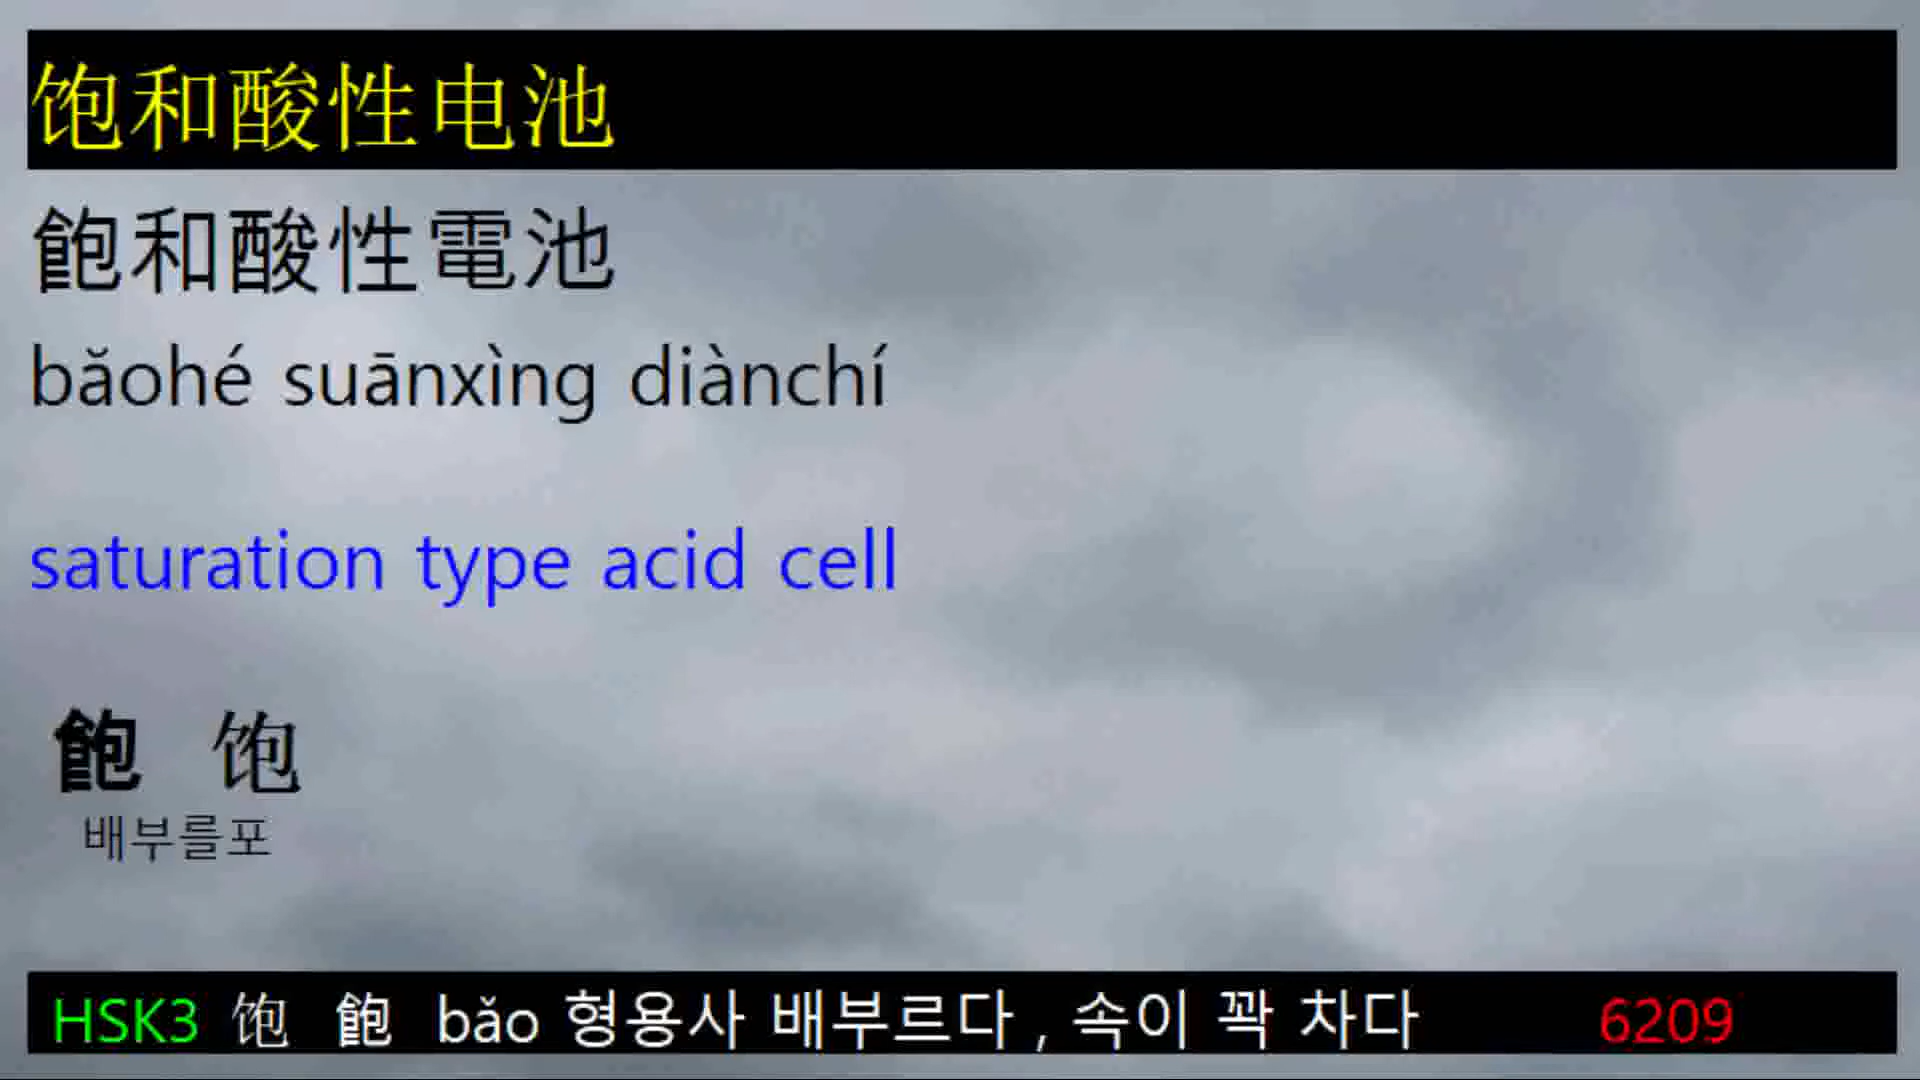 饱和酸性电池
飽和酸性電池
bǎohé suānxìng diànchí
saturation type acid cell
飽 饱
배부를포
HSK3 饱 飽 bǎo 형용사 배부르다 , 속이 꽉 차다 6209